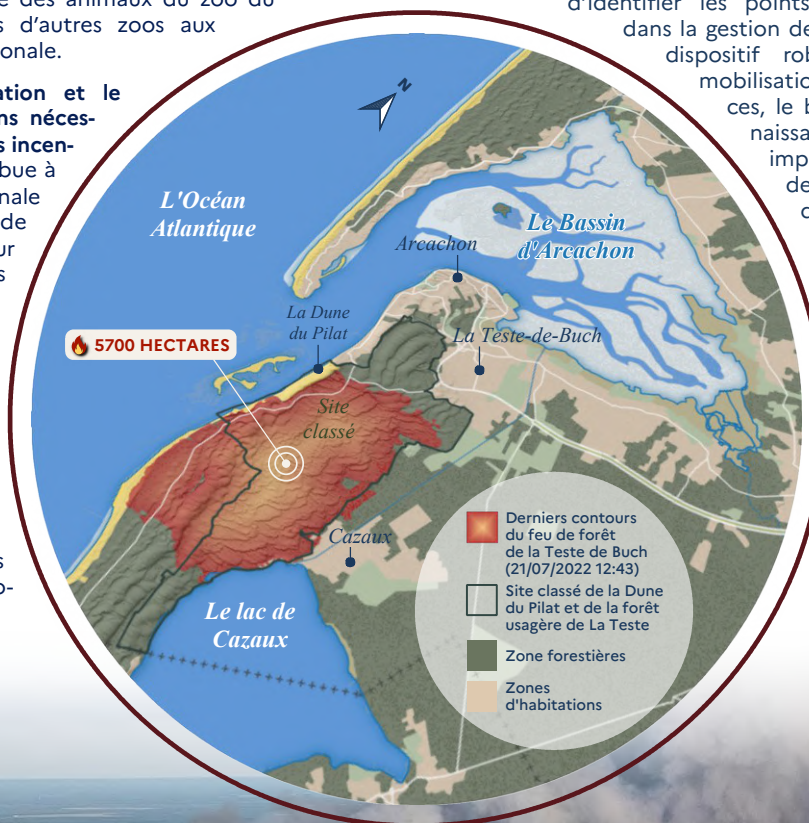 des animaux du zoo du
d'autres zoos aux
onale.
ation et le
ns néces-
s incen-
bue à
nale
de
ur
s
s
o-
d'identifier les points
dans la gestion de
dispositif rob
mobilisatio
ces, le b
naissa
imp
de
N
L'Océan
Atlantique
Le Bassin
d'Arcachon
Arcachon
La Dune
du Pilat
La Teste-de-Buch
5700 HECTARES
Site
classé
Cazaux
Le lac de
Cazaux
Derniers contours
du feu de forêt
de la Teste de Buch
(21/07/2022 12:43)
Site classé de la Dune
du Pilat et de la forêt
usagère de La Teste
Zone forestières
Zones
d'habitations